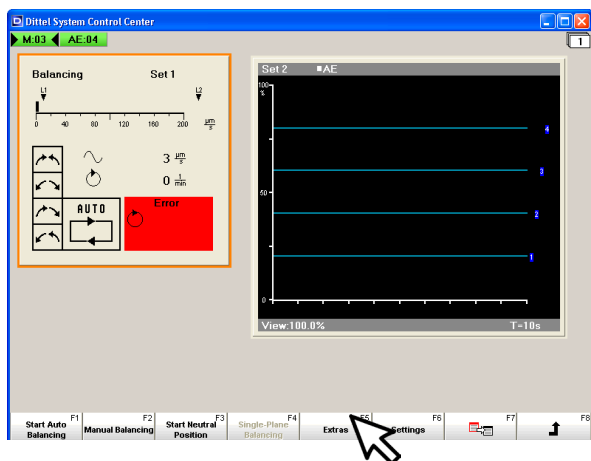 Dittel System Control Center
M:03 AE:04
1
Balancing Set 1
L1 L2
0 40 80 120 160 200 µm/s
3 µm/s
0 1/min
AUTO
Error
Set 2 AE
100
%
50
0
4
3
2
1
View:100.0% T=10s
F1 F2 F3 F4 F5 F6 F7 F8
Start Auto Balancing
Manual Balancing
Start Neutral Position
Single-Plane Balancing
Extras
Settings